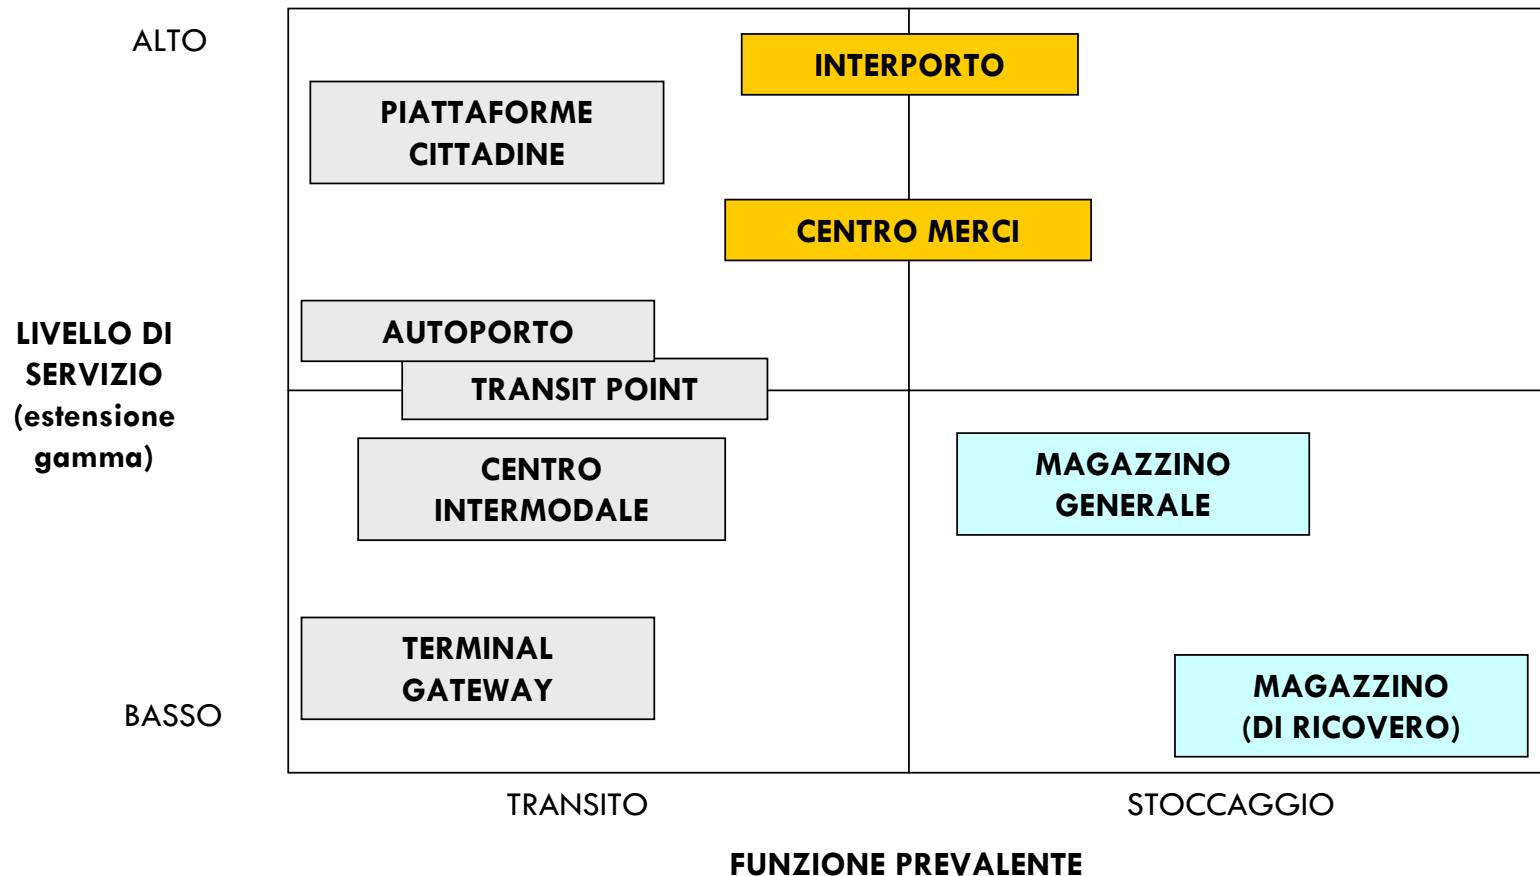 ALTO
INTERPORTO
PIATTAFORME
CITTADINE
CENTRO MERCI
AUTOPORTO
LIVELLO DI
SERVIZIO
(estensione
gamma)
TRANSIT POINT
CENTRO
INTERMODALE
MAGAZZINO
GENERALE
TERMINAL
GATEWAY
MAGAZZINO
(DI RICOVERO)
BASSO
TRANSITO
STOCCAGGIO
FUNZIONE PREVALENTE